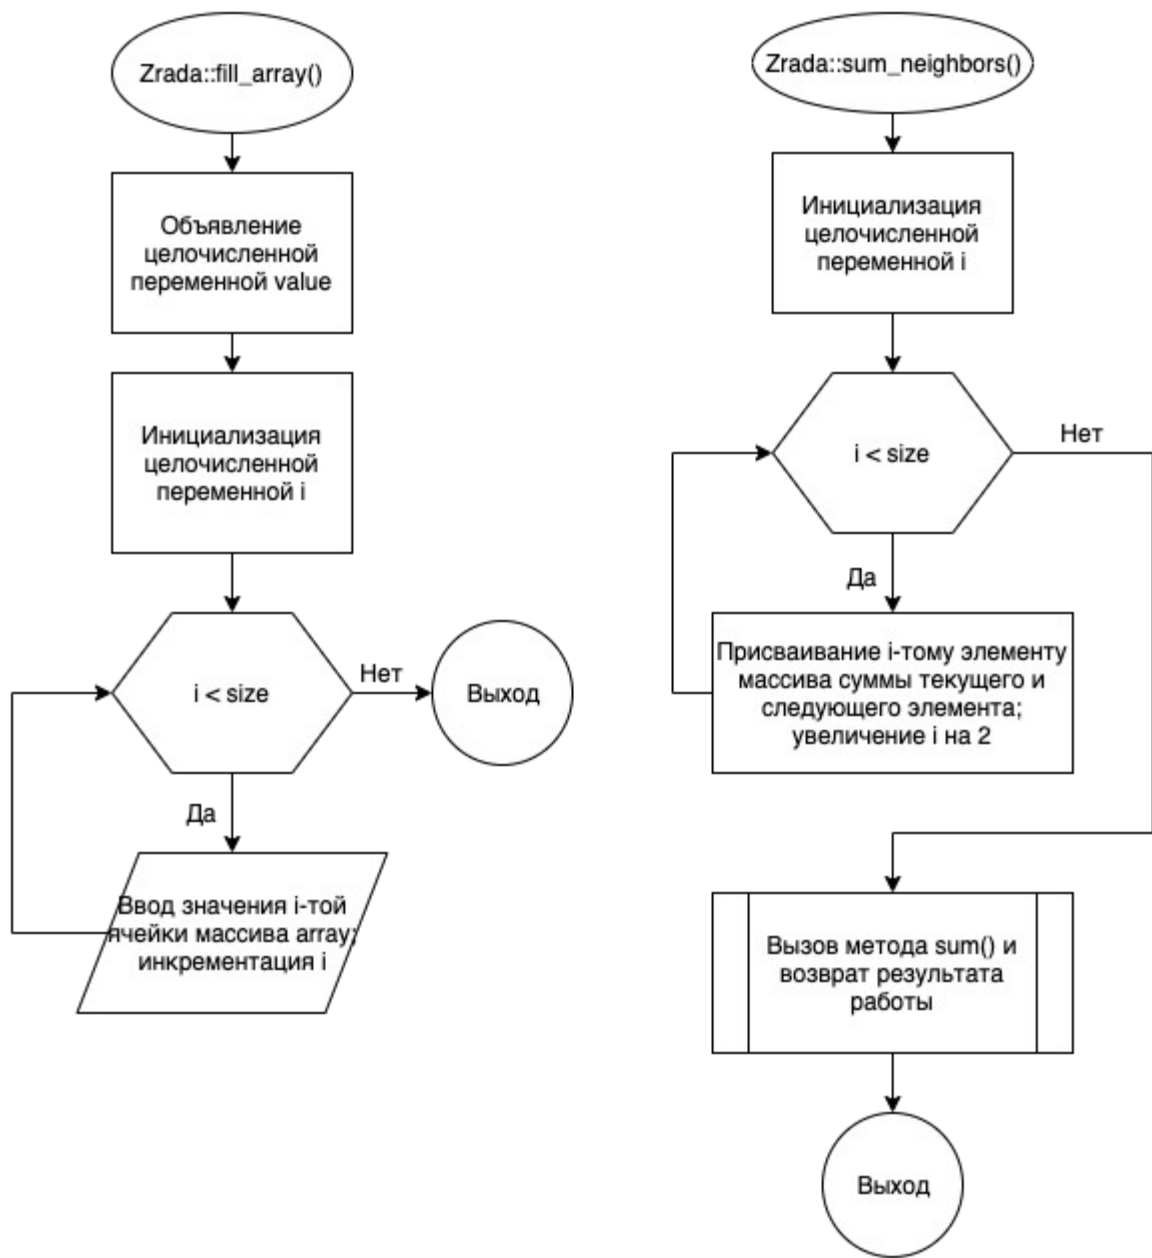 Zrada::fill_array()
Объявление
целочисленной
переменной value
Инициализация
целочисленной
переменной i
i < size
Нет
Выход
Да
Ввод значения i-той
ячейки массива array;
инкрементация i
Zrada::sum_neighbors()
Инициализация
целочисленной
переменной i
i < size
Нет
Да
Присваивание i-тому элементу
массива суммы текущего и
следующего элемента;
увеличение i на 2
Вызов метода sum() и
возврат результата
работы
Выход